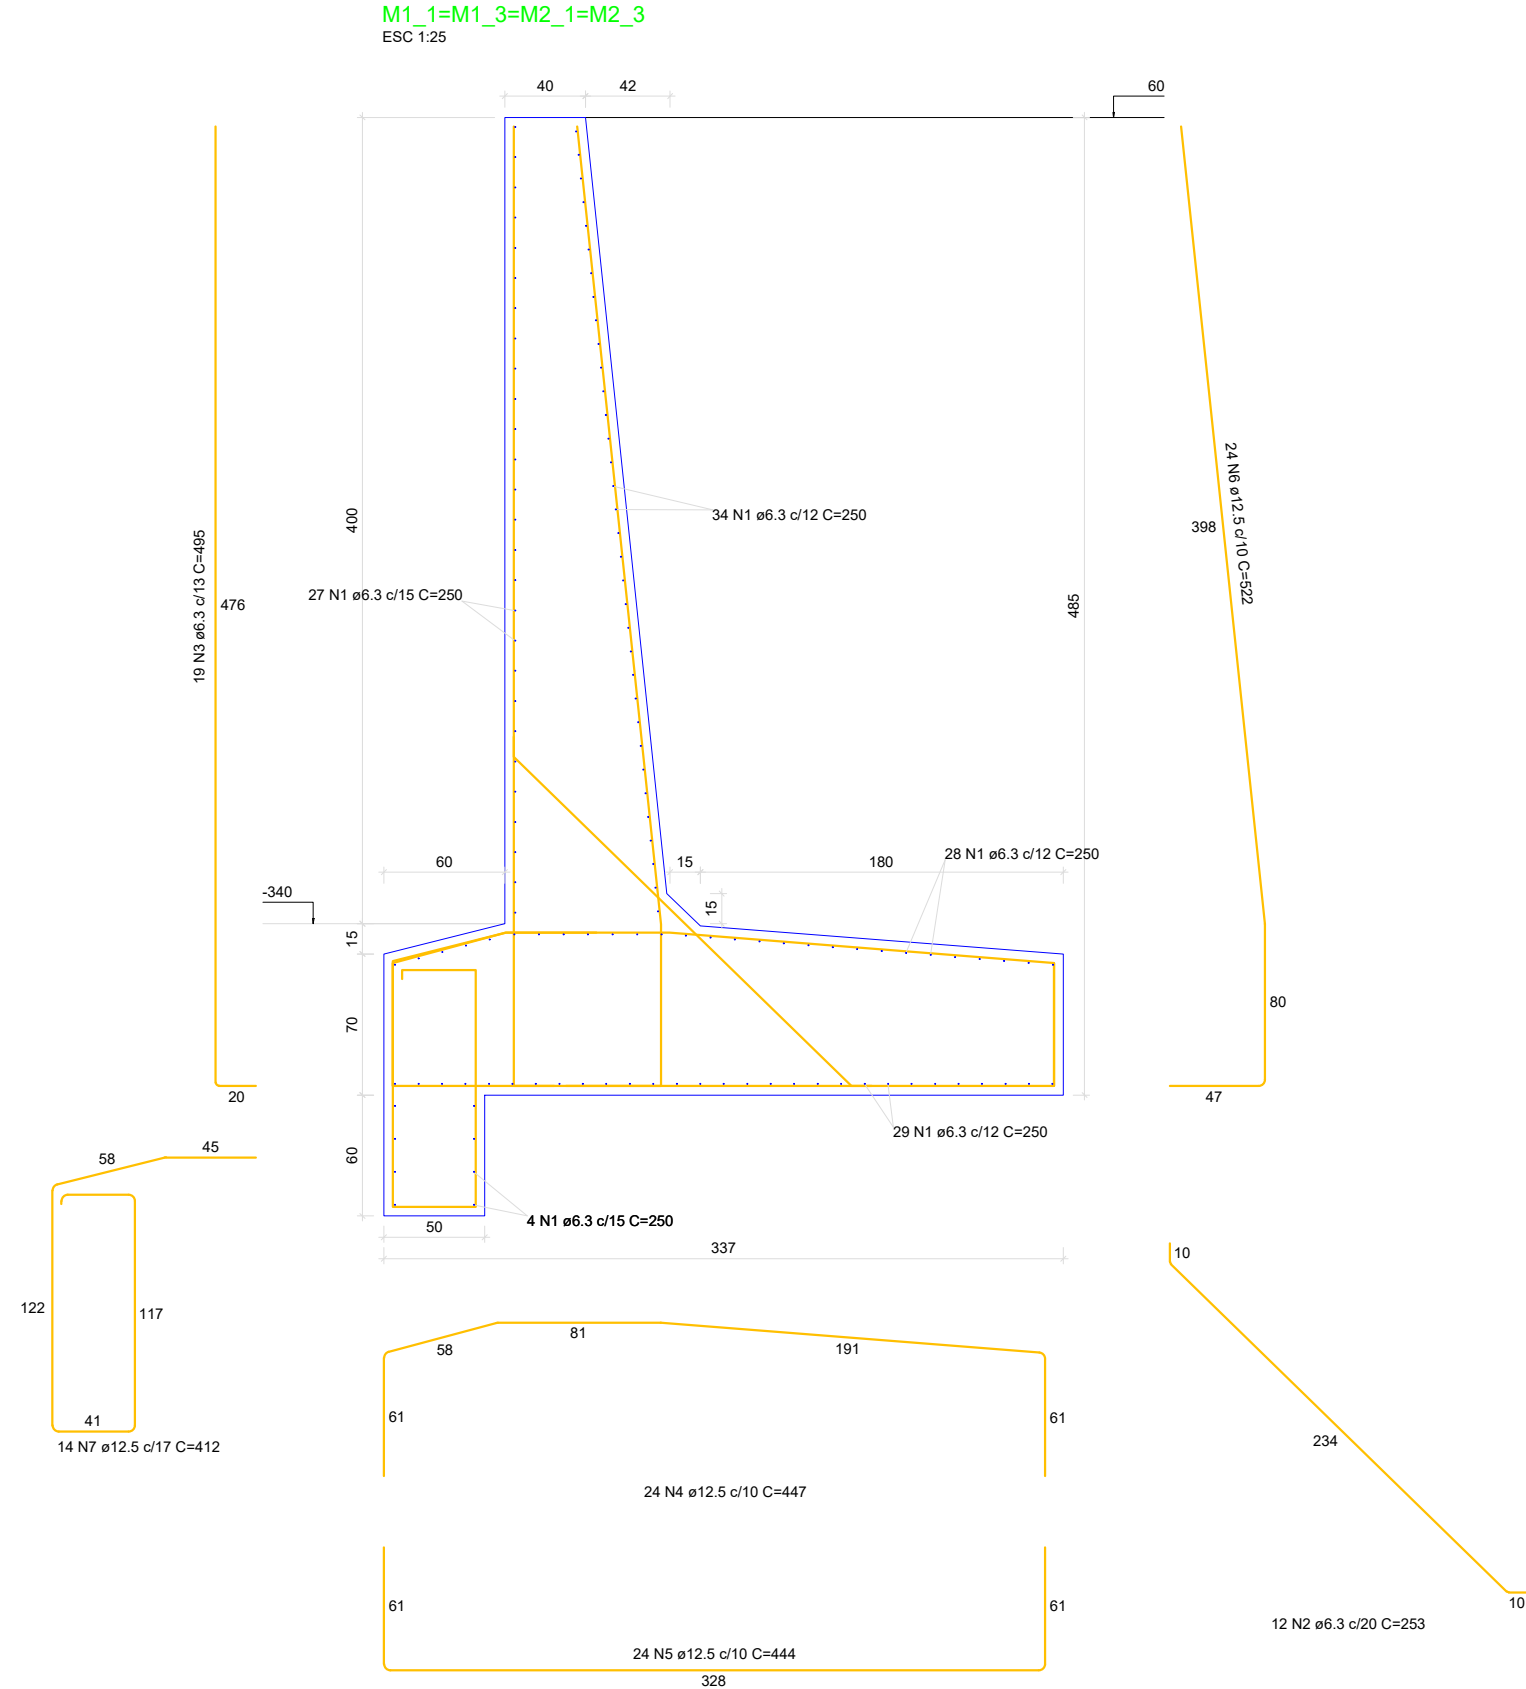 M1_1=M1_3=M2_1=M2_3
ESC 1:25
40
42
60
400
19 N3 ø6.3 c/13 C=495
476
27 N1 ø6.3 c/15 C=250
34 N1 ø6.3 c/12 C=250
485
398
24 N6 ø12.5 c/10 C=522
60
15
180
28 N1 ø6.3 c/12 C=250
-340
15
15
70
80
20
47
29 N1 ø6.3 c/12 C=250
60
45
58
50
4 N1 ø6.3 c/15 C=250
337
10
122
117
41
14 N7 ø12.5 c/17 C=412
58
81
191
61
61
24 N4 ø12.5 c/10 C=447
234
61
61
10
12 N2 ø6.3 c/20 C=253
24 N5 ø12.5 c/10 C=444
328